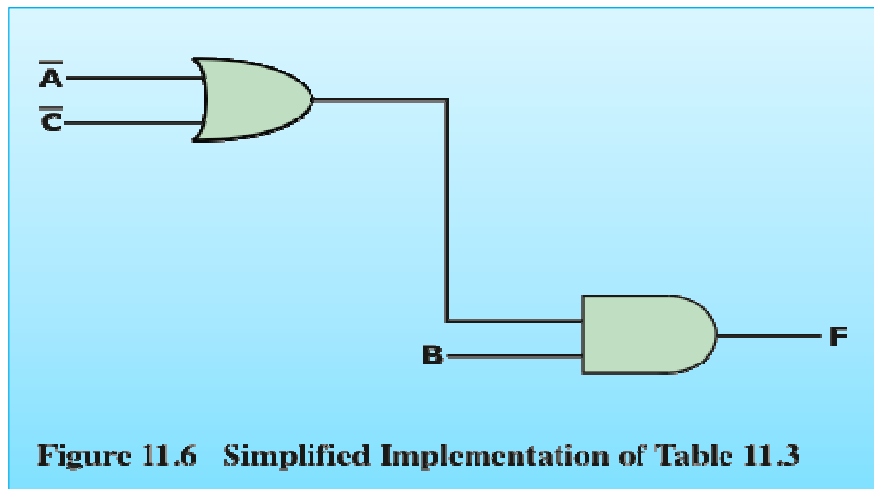 A̅
C̅
B
F
Figure 11.6 Simplified Implementation of Table 11.3